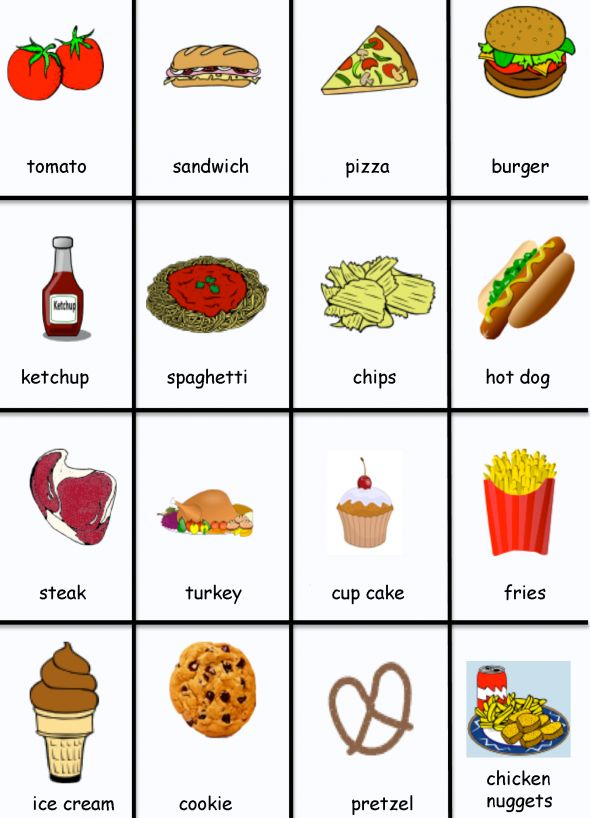 tomato
sandwich
pizza
burger
Ketchup
ketchup
spaghetti
chips
hot dog
steak
turkey
cup cake
fries
ice cream
cookie
pretzel
chicken
nuggets